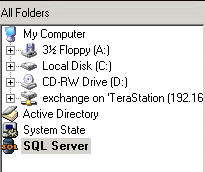 All Folders
My Computer
3½ Floppy (A:)
Local Disk (C:)
CD-RW Drive (D:)
exchange on 'TeraStation (192.16
Active Directory
System State
SQL Server